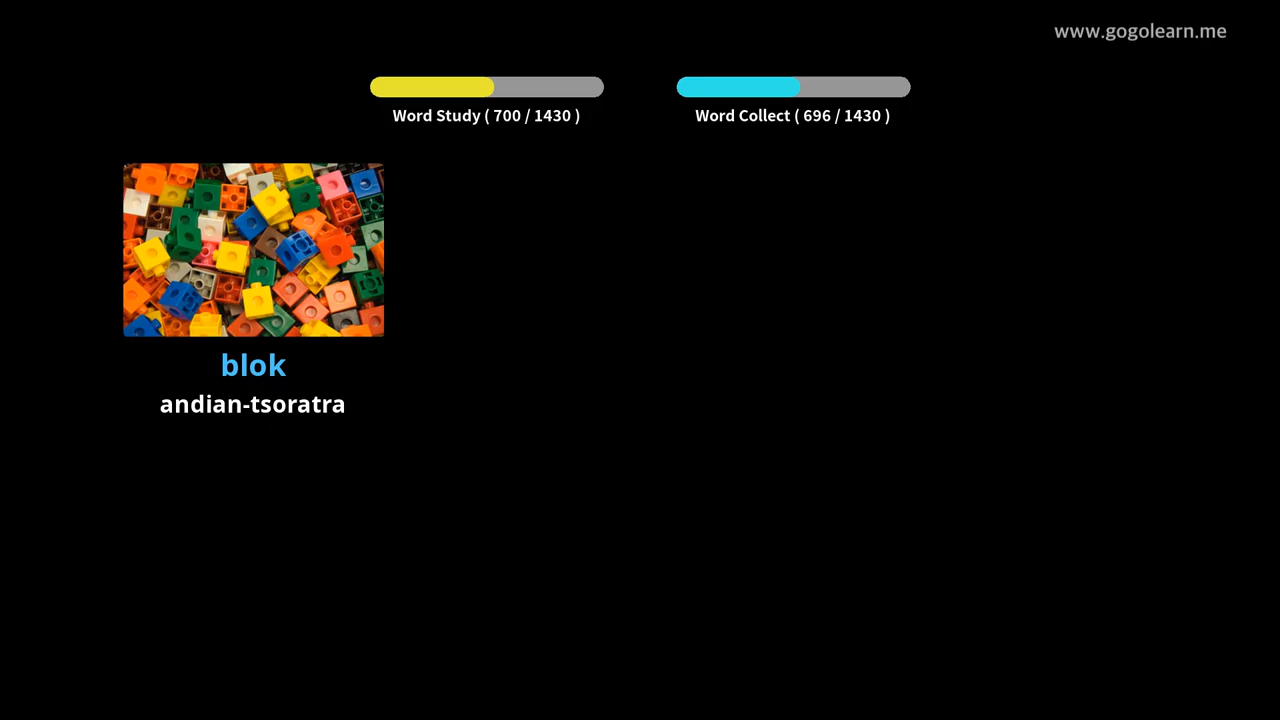 www.gogolearn.me
Word Study ( 700 / 1430 )
Word Collect ( 696 / 1430 )
blok
andian-tsoratra